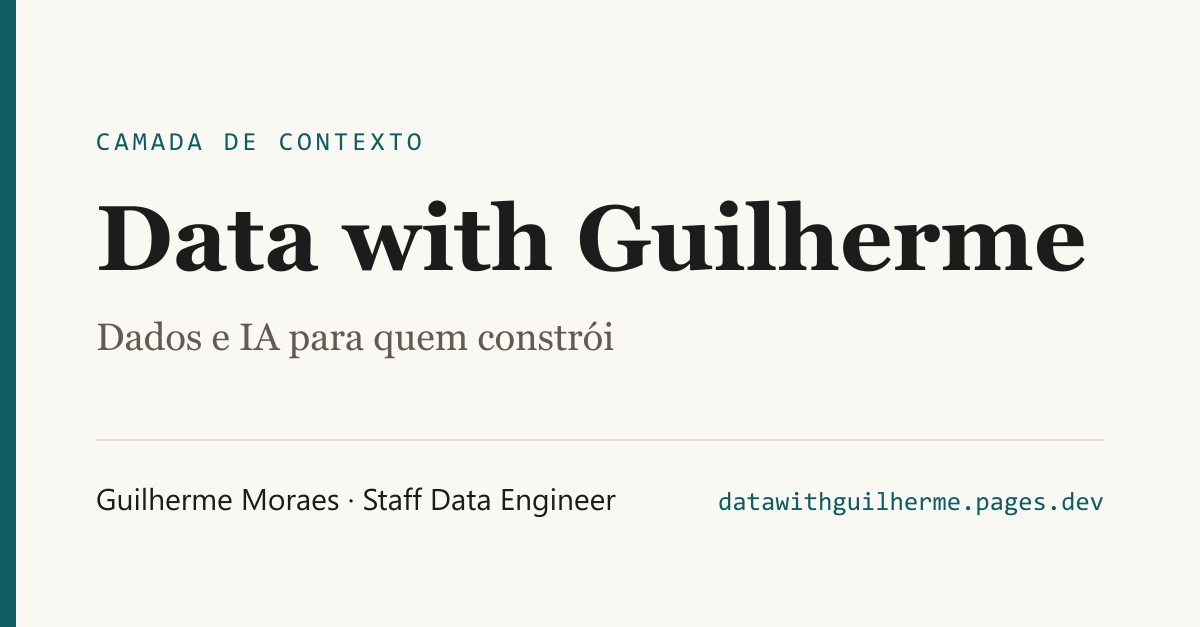 CAMADA DE CONTEXTO
Data with Guilherme
Dados e IA para quem constrói
Guilherme Moraes · Staff Data Engineer
datawithguilherme.pages.dev